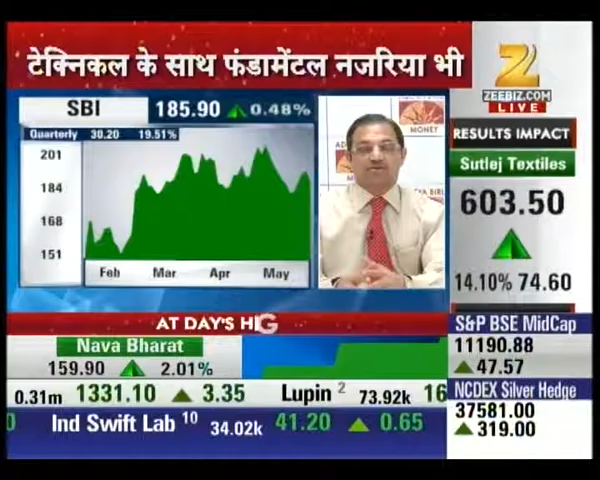 टेक्निकल के साथ फंडामेंटल नजरिया भी
ZEEBIZ.COM
LIVE
SBI 185.90 0.48%
Quarterly 30.20 19.51%
201
184
168
151
Feb Mar Apr May
MONEY
RESULTS IMPACT
Sutlej Textiles
603.50
14.10% 74.60
AT DAY'S HIG
Nava Bharat
159.90 2.01%
S&P BSE MidCap
11190.88
47.57
0.31m 1331.10 3.35 Lupin 2 73.92k 16
NCDEX Silver Hedge
37581.00
319.00
0 Ind Swift Lab 10 34.02k 41.20 0.65